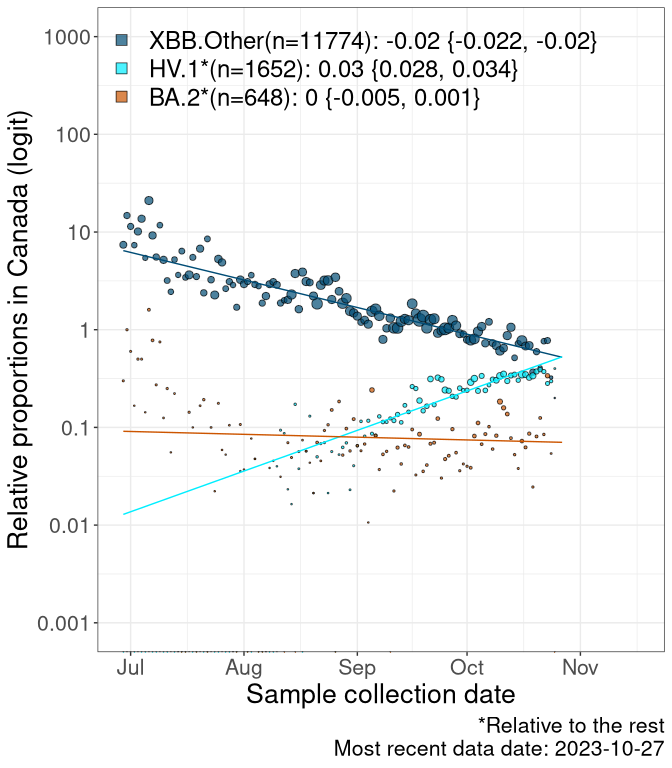 XBB.Other(n=11774): -0.02 {-0.022, -0.02}
HV.1*(n=1652): 0.03 {0.028, 0.034}
BA.2*(n=648): 0 {-0.005, 0.001}
Relative proportions in Canada (logit)
1000
100
10
1
0.1
0.01
0.001
Jul Aug Sep Oct Nov
Sample collection date
*Relative to the rest
Most recent data date: 2023-10-27